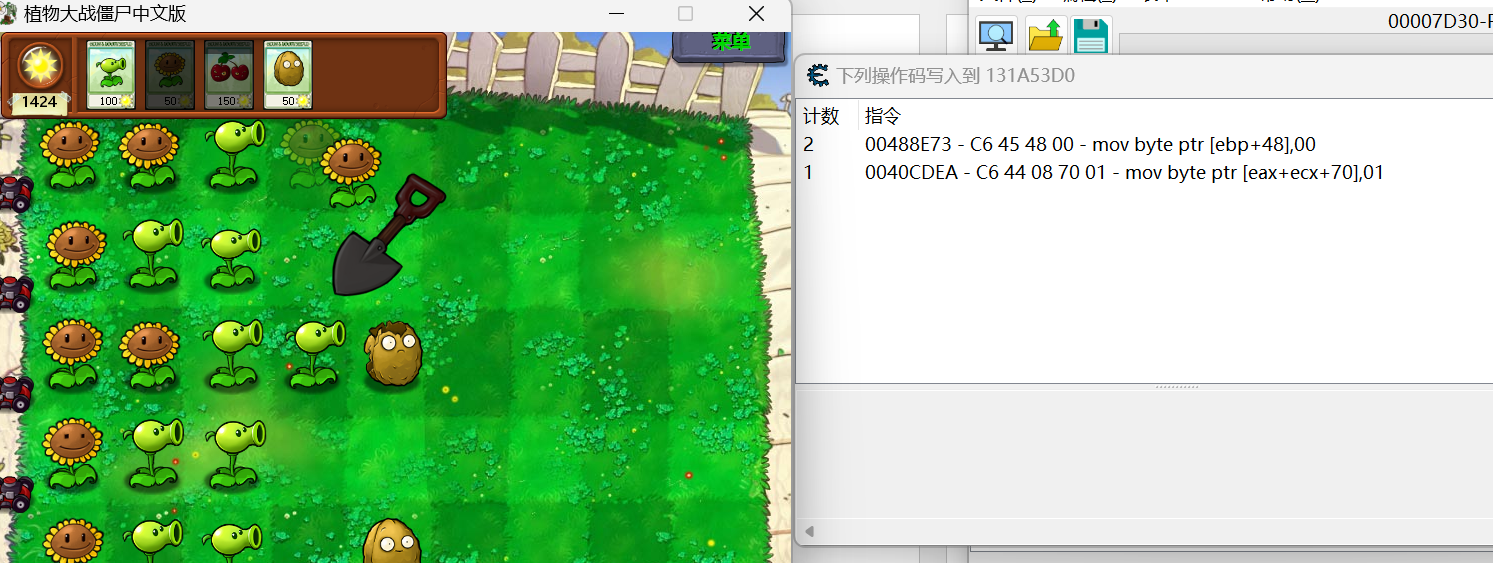 植物大战僵尸中文版
菜单
1424
100
50
150
50
00007D30-
下列操作码写入到 131A53D0
计数 指令
2 00488E73 - C6 45 48 00 - mov byte ptr [ebp+48],00
1 0040CDEA - C6 44 08 70 01 - mov byte ptr [eax+ecx+70],01